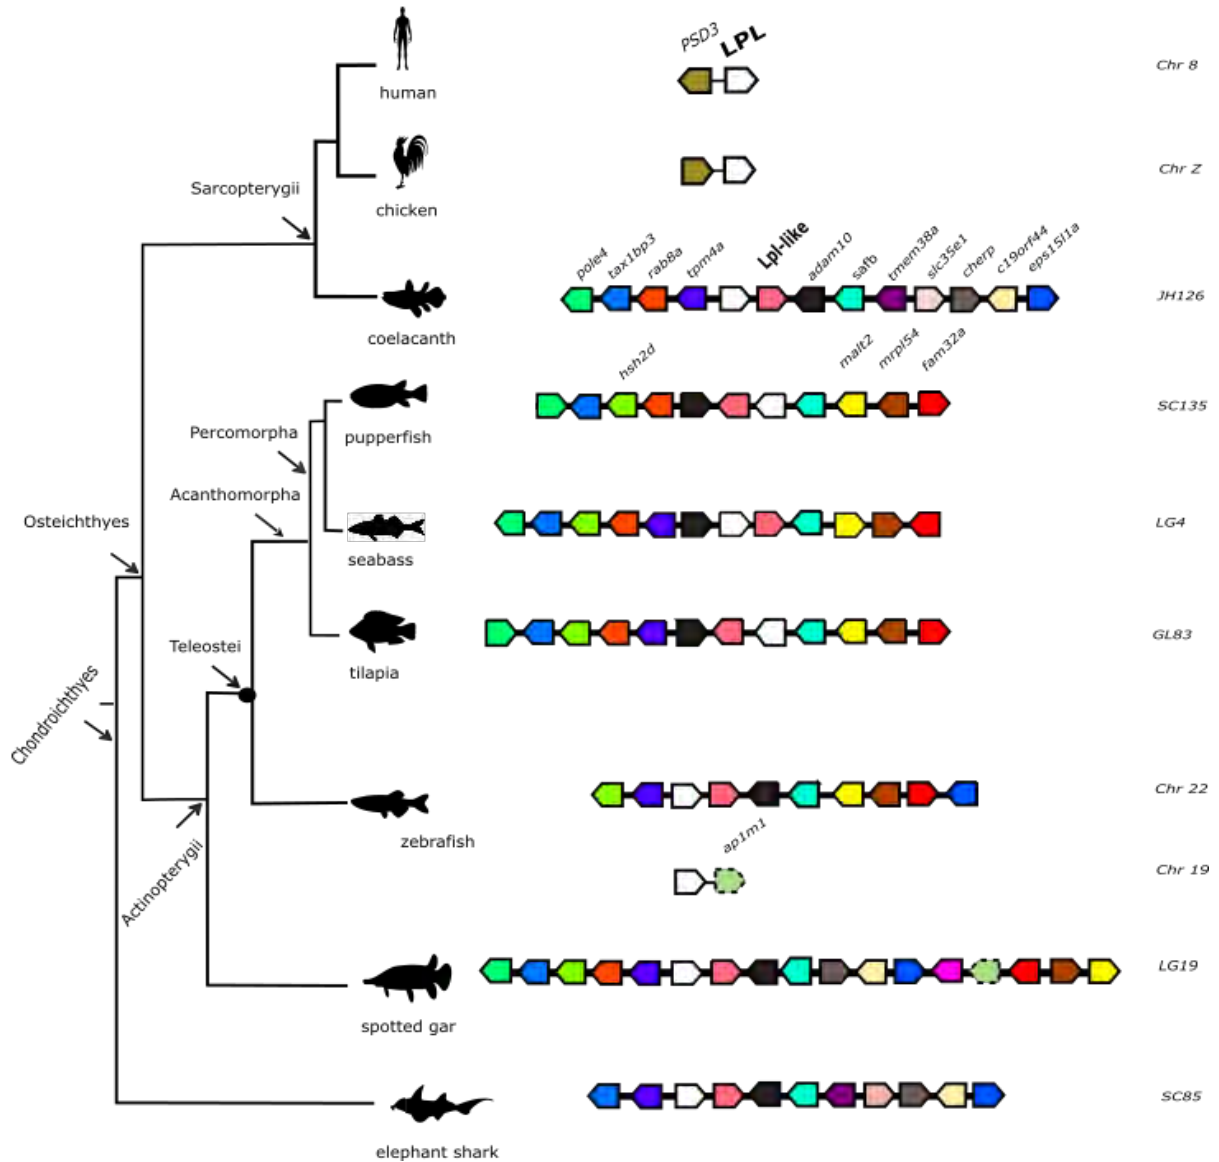 PSD3 LPL
Chr 8
human
Chr Z
chicken
Sarcopterygii
pole4 tax1bp3 rab8a tpm4a Lpl-like adam10 safb tmem38a slc35e1 cherp c19orf44 eps15l1a
JH126
coelacanth
hsh2d malt2 mrpl54 fam32a
SC135
pupperfish
Percomorpha
Acanthomorpha
Osteichthyes
LG4
seabass
GL83
Teleostei
tilapia
Chondroichthyes
Chr 22
zebrafish
ap1m1
Chr 19
Actinopterygii
LG19
spotted gar
SC85
elephant shark